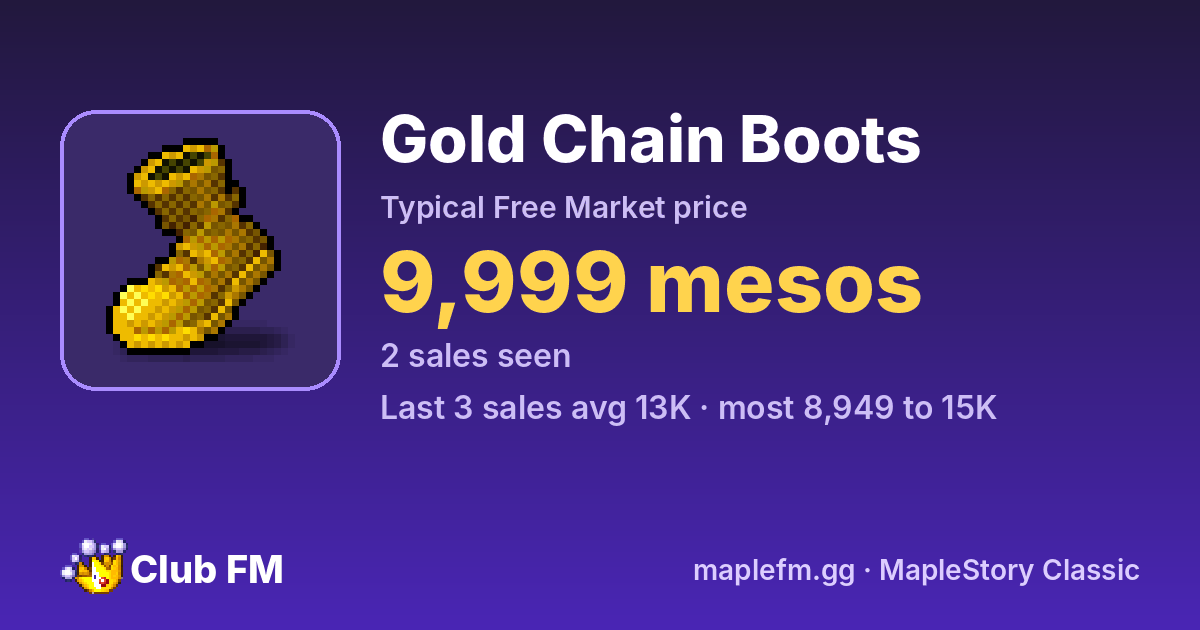 Gold Chain Boots
Typical Free Market price
9,999 mesos
2 sales seen
Last 3 sales avg 13K · most 8,949 to 15K
Club FM
maplefm.gg · MapleStory Classic